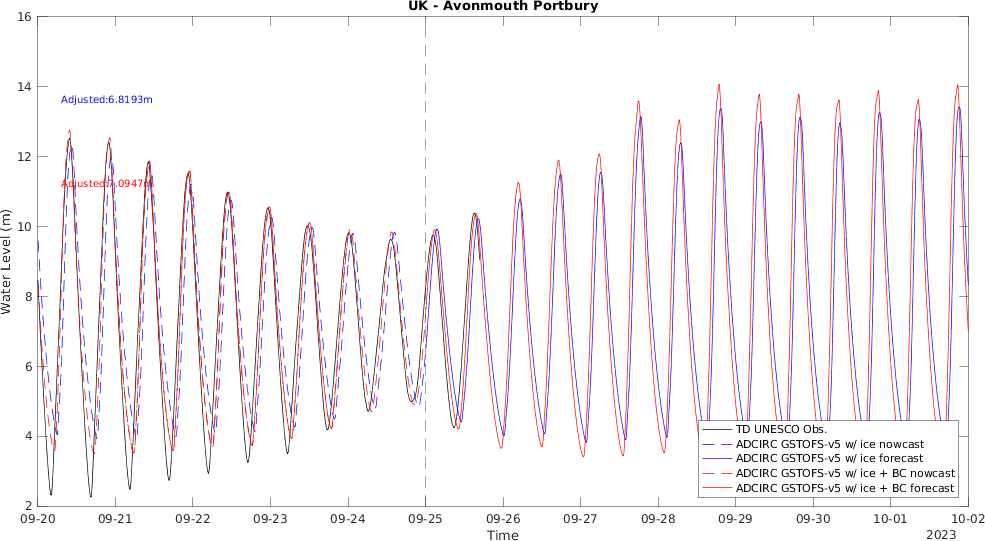 UK - Avonmouth Portbury
16
14
12
10
8
6
4
2
Water Level (m)
Adjusted:6.8193m
Adjusted:7.0947m
TD UNESCO Obs.
ADCIRC GSTOFS-v5 w/ ice nowcast
ADCIRC GSTOFS-v5 w/ ice forecast
ADCIRC GSTOFS-v5 w/ ice + BC nowcast
ADCIRC GSTOFS-v5 w/ ice + BC forecast
09-20 09-21 09-22 09-23 09-24 09-25 09-26 09-27 09-28 09-29 09-30 10-01 10-02
Time
2023